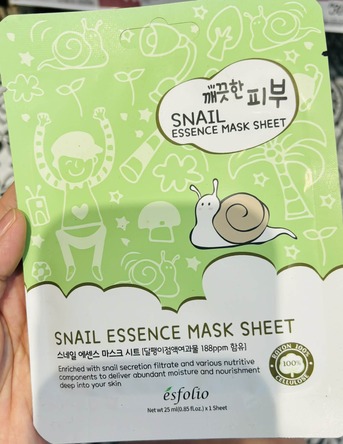 깨끗한 피부
SNAIL
ESSENCE MASK SHEET
SNAIL ESSENCE MASK SHEET
스네일 에센스 마스크 시트 [달팽이점액여과물 188ppm 함유]
Enriched with snail secretion filtrate and various nutritive
components to deliver abundant moisture and nourishment
deep into your skin
RAYON 100%
100%
CELLULOSE
ésfolio
Net wt 25 ml(0.85 fl.oz.) x 1 Sheet